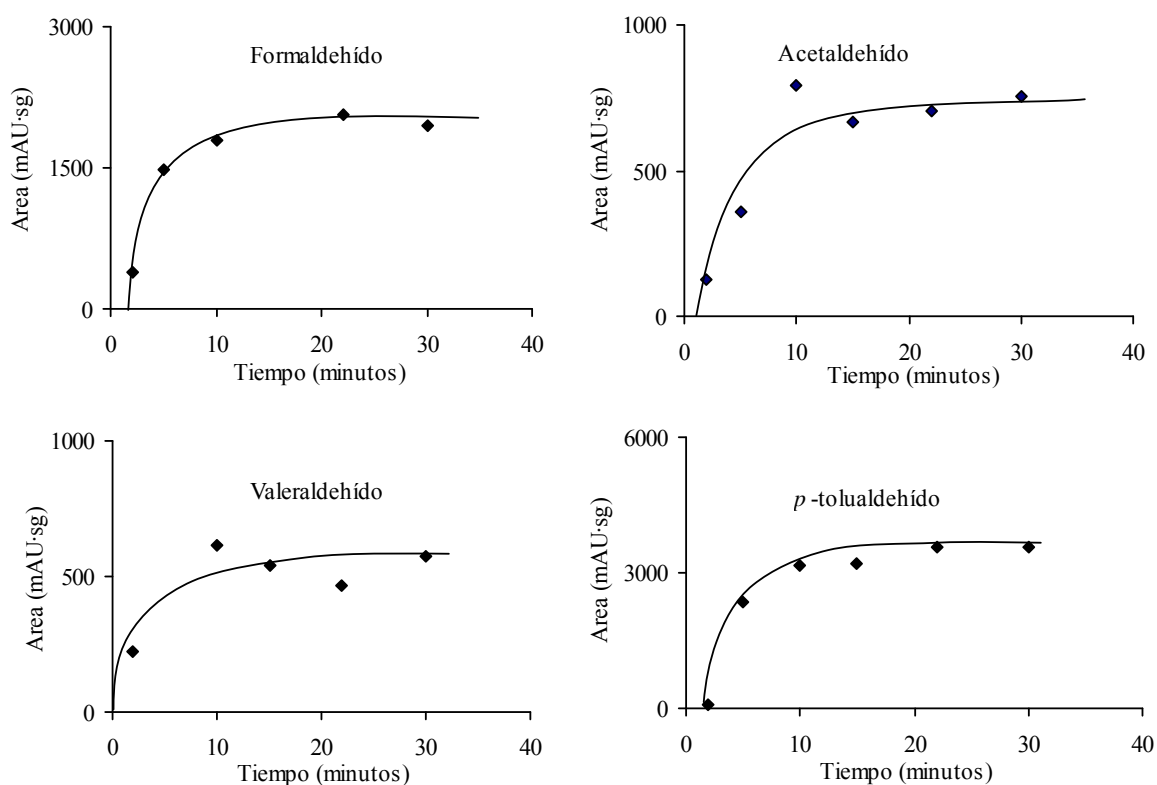 Formaldehído
3000
1500
0
Area (mAU·sg)
0 10 20 30 40
Tiempo (minutos)
Acetaldehído
1000
500
0
Area (mAU·sg)
0 10 20 30 40
Tiempo (minutos)
Valeraldehído
1000
500
0
Area (mAU·sg)
0 10 20 30 40
Tiempo (minutos)
p -tolualdehído
6000
3000
0
Area (mAU·sg)
0 10 20 30 40
Tiempo (minutos)